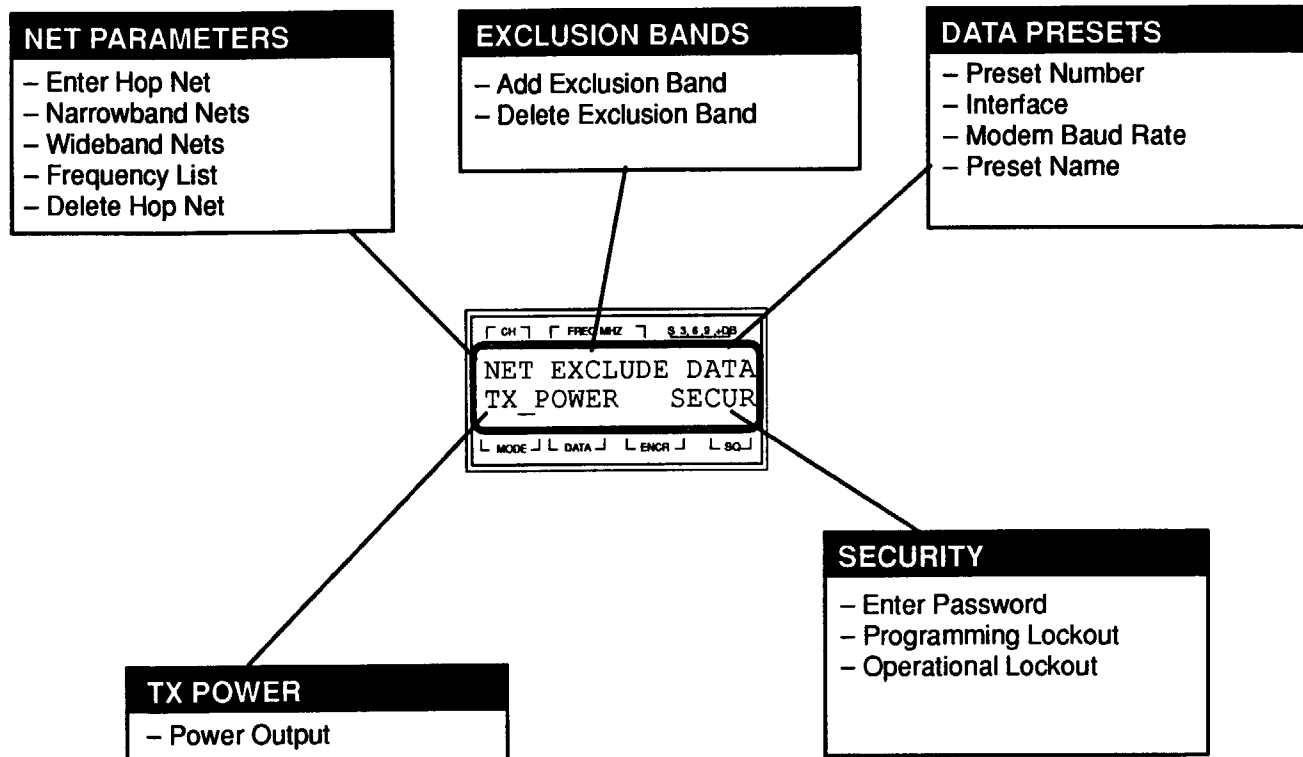 NET PARAMETERS
– Enter Hop Net
– Narrowband Nets
– Wideband Nets
– Frequency List
– Delete Hop Net
EXCLUSION BANDS
– Add Exclusion Band
– Delete Exclusion Band
DATA PRESETS
– Preset Number
– Interface
– Modem Baud Rate
– Preset Name
CH FREQ MHZ S 3, 6, 9, +DB
NET EXCLUDE DATA
TX_POWER SECUR
MODE DATA ENCR SQ
TX POWER
– Power Output
SECURITY
– Enter Password
– Programming Lockout
– Operational Lockout